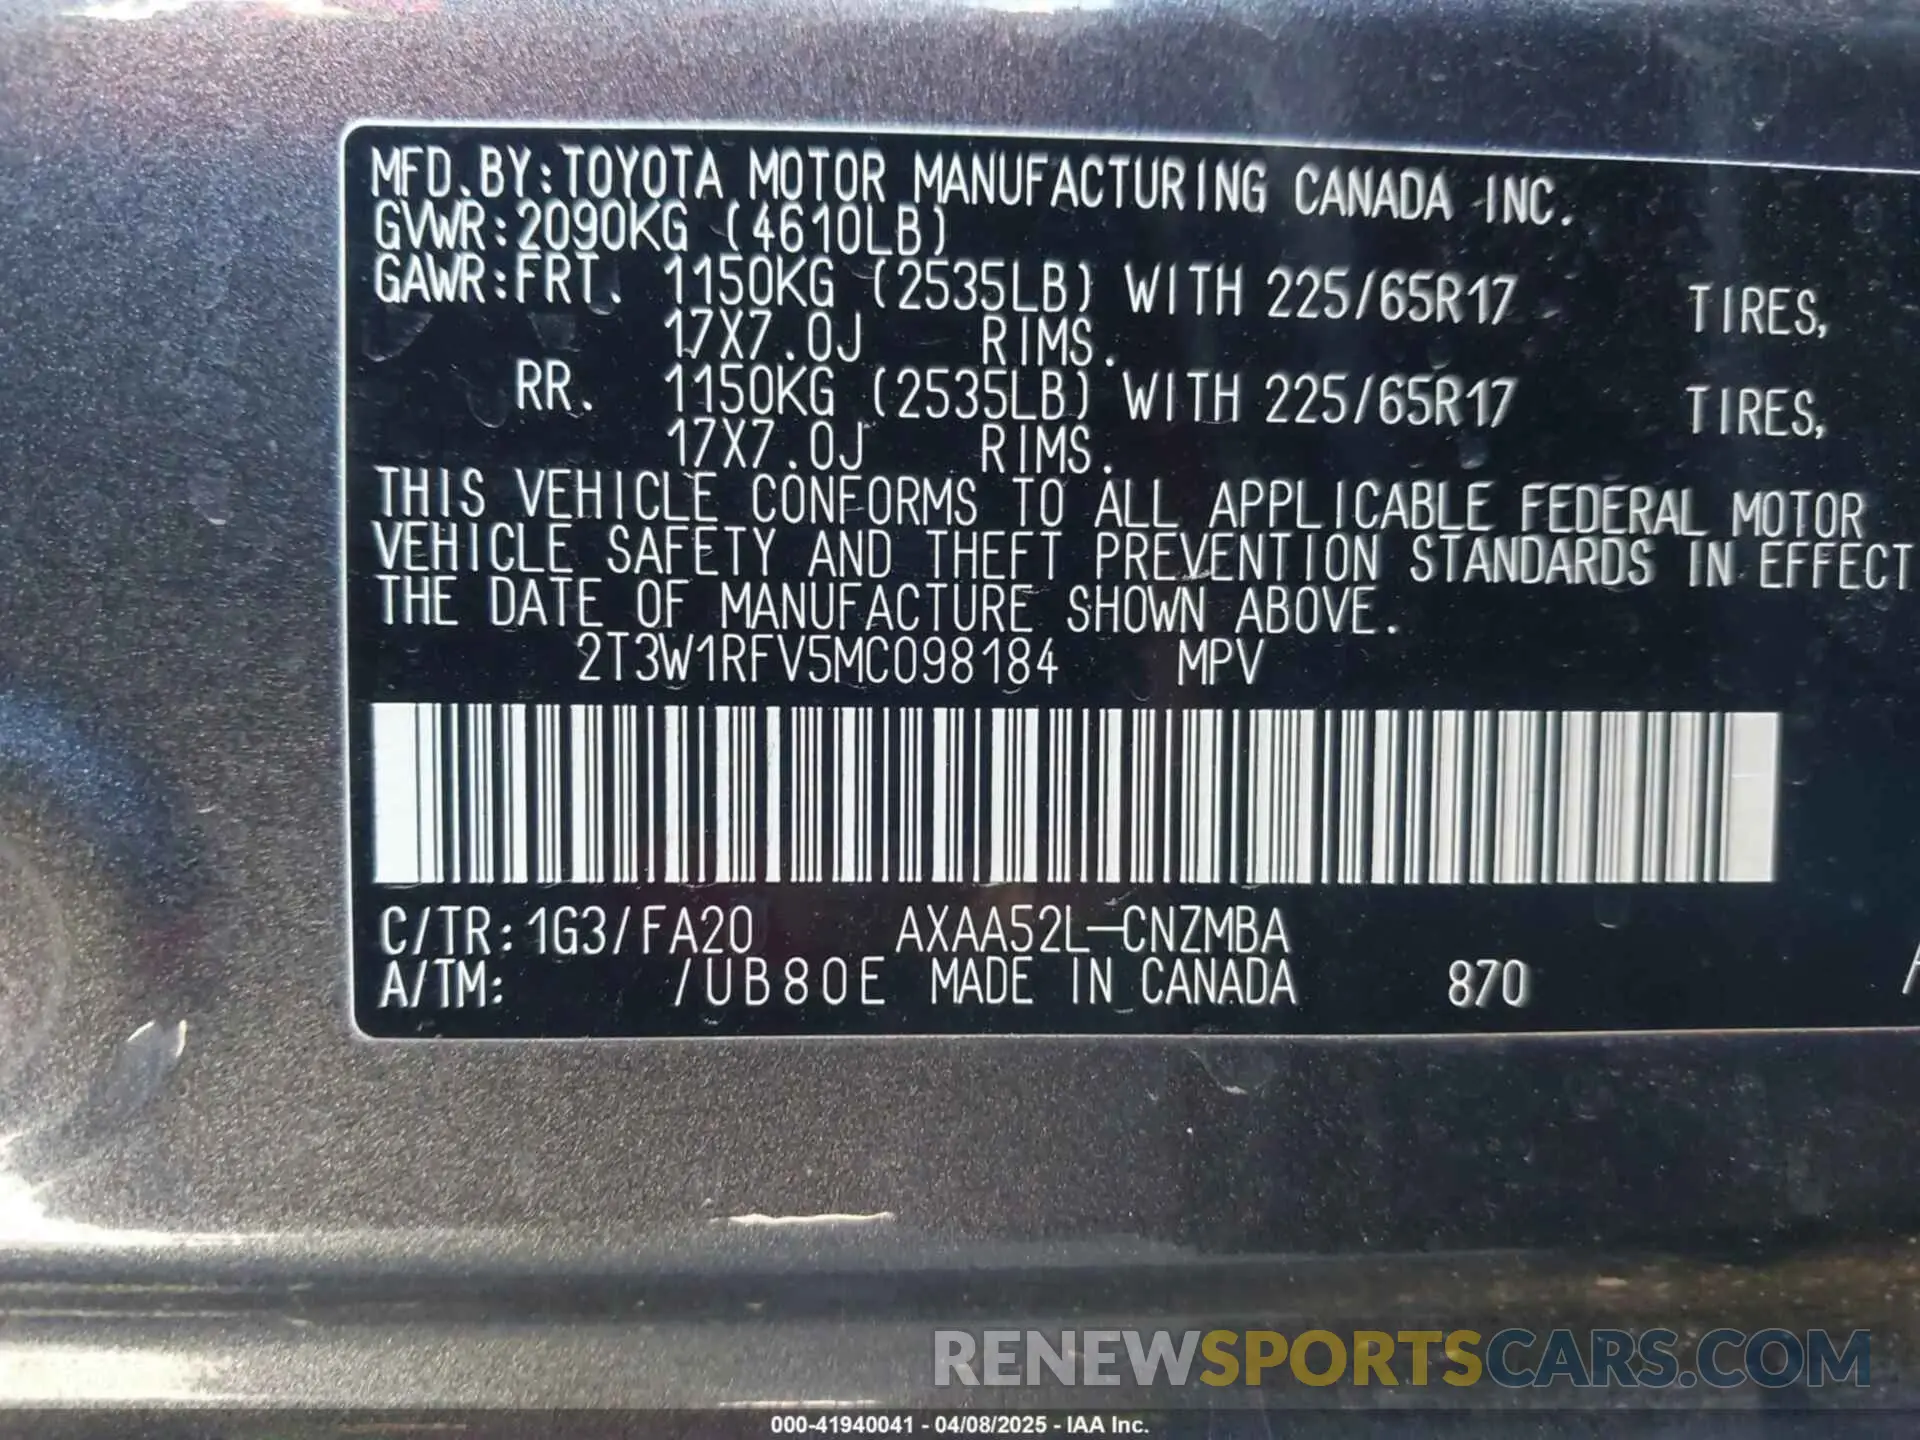 MFD.BY:TOYOTA MOTOR MANUFACTURING CANADA INC.
GVWR:2090KG (4610LB)
GAWR:FRT. 1150KG (2535LB) WITH 225/65R17 TIRES,
17X7.0J RIMS.
RR. 1150KG (2535LB) WITH 225/65R17 TIRES,
17X7.0J RIMS.
THIS VEHICLE CONFORMS TO ALL APPLICABLE FEDERAL MOTOR
VEHICLE SAFETY AND THEFT PREVENTION STANDARDS IN EFFECT
THE DATE OF MANUFACTURE SHOWN ABOVE.
2T3W1RFV5MC098184 MPV
C/TR:1G3/FA20 AXAA52L-CNZMBA
A/TM: /UB80E MADE IN CANADA 870
RENEWSPORTSCARS.COM
000-41940041 - 04/08/2025 - IAA Inc.